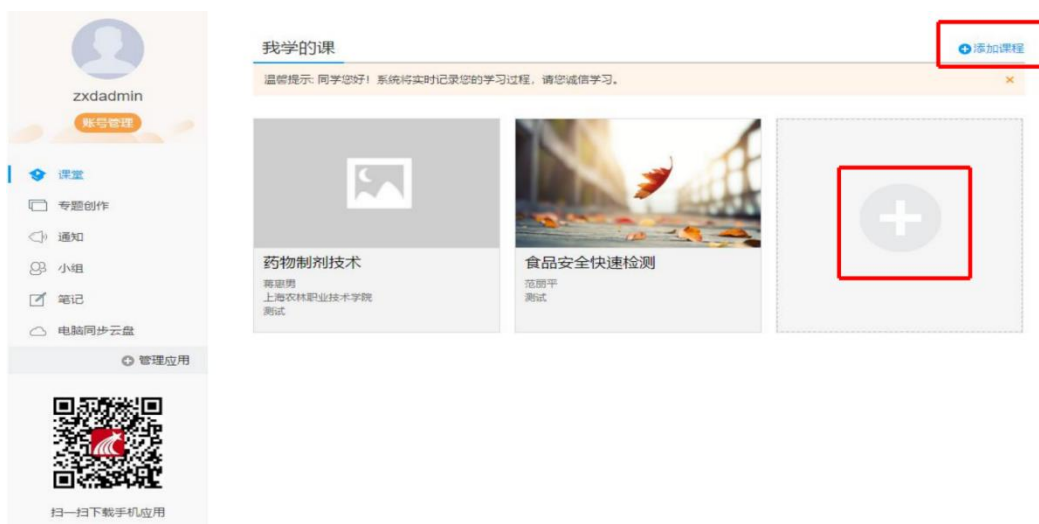 zxdadmin
账号管理
课堂
专题创作
通知
小组
笔记
电脑同步云盘
管理应用
扫一扫下载手机应用
我学的课
添加课程
温馨提示: 同学您好！系统将实时记录您的学习过程，请您诚信学习。
×
药物制剂技术
上海农林职业技术学院
测试
食品安全快速检测
范丽平
测试